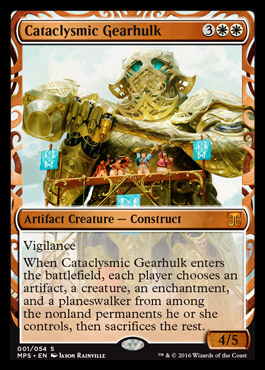 Cataclysmic Gearhulk 3
Artifact Creature — Construct
Vigilance
When Cataclysmic Gearhulk enters
the battlefield, each player chooses an
artifact, a creature, an enchantment,
and a planeswalker from among
the nonland permanents he or she
controls, then sacrifices the rest.
4/5
001/054 S
MPS • EN Jason Rainville
™ & © 2016 Wizards of the Coast